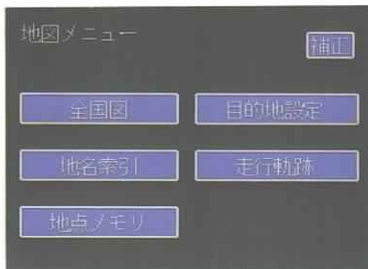 地図メニュー
補正
全国図
目的地設定
地名索引
走行軌跡
地点メモリ